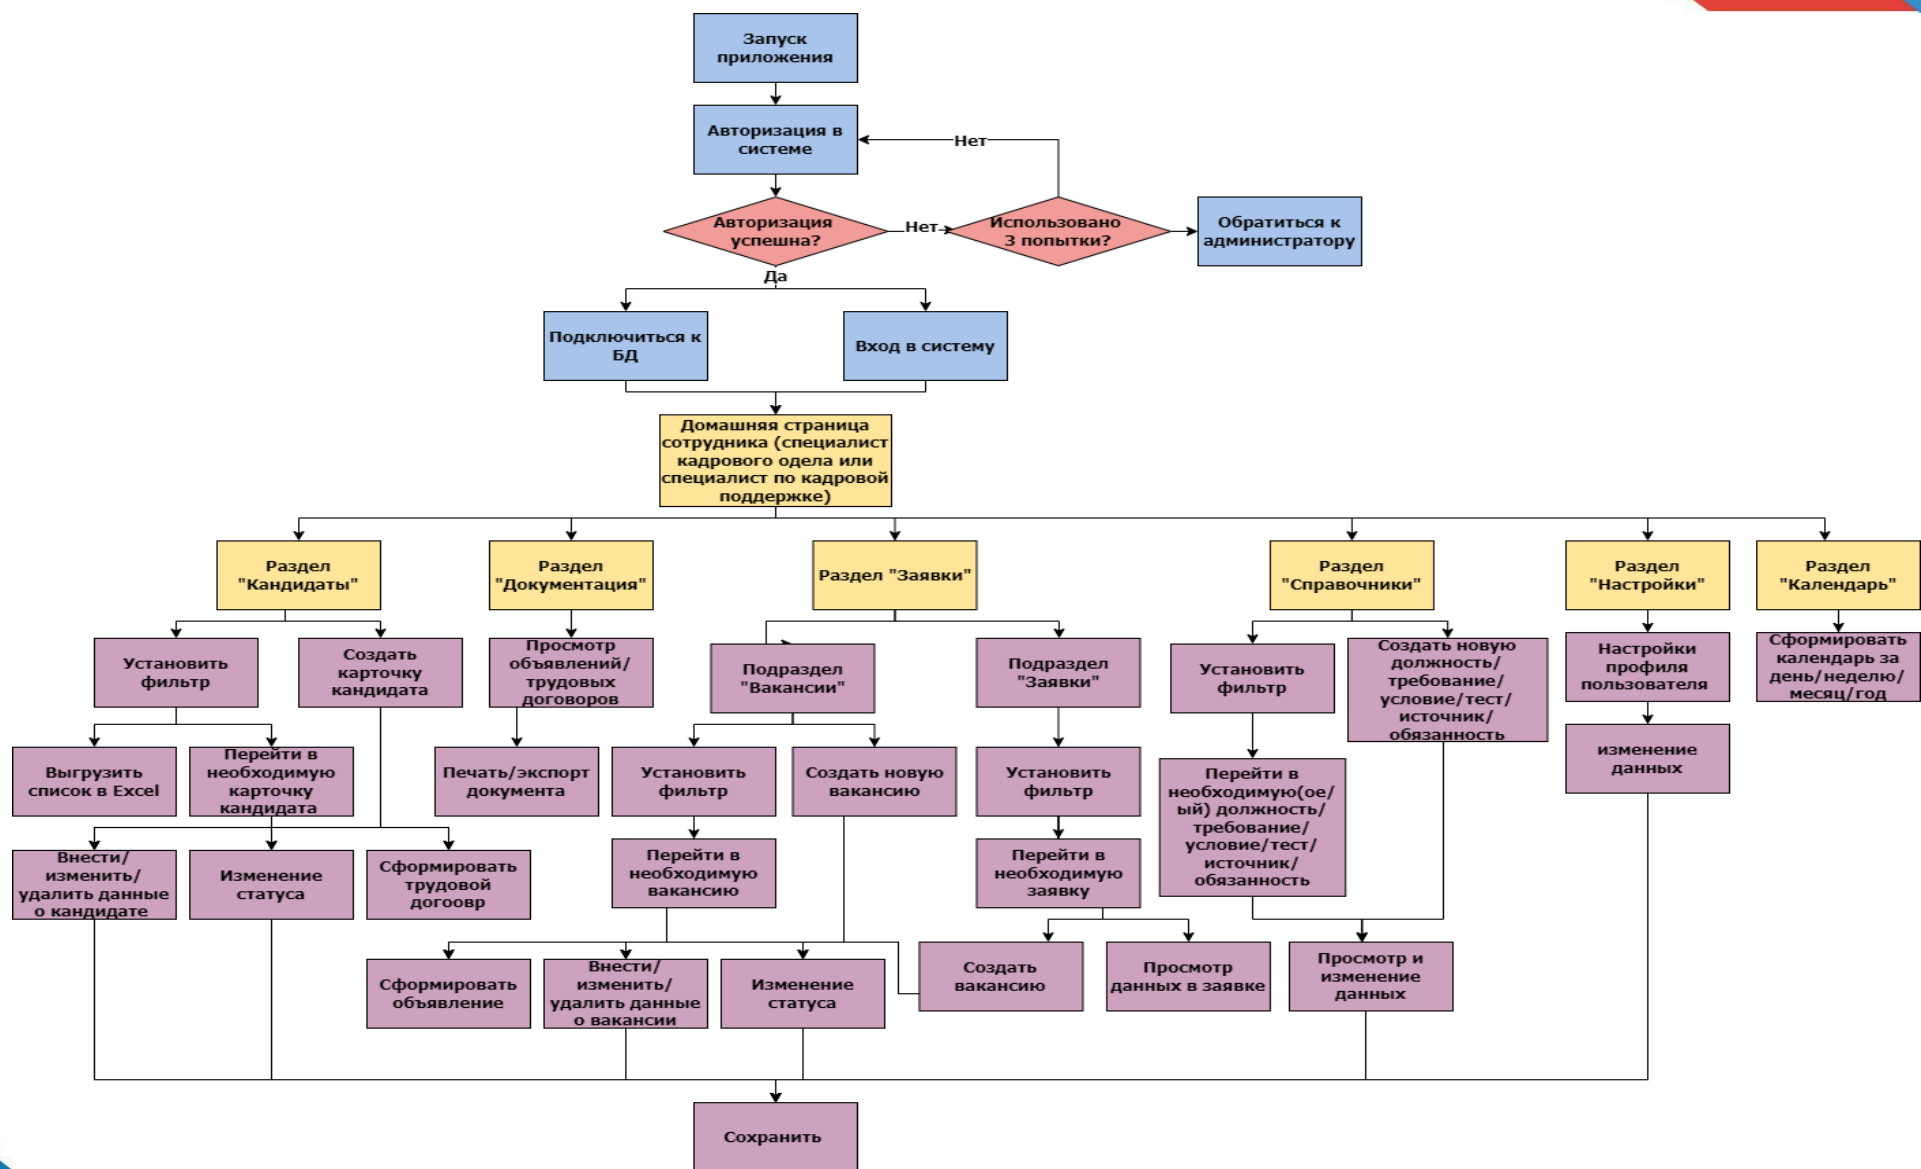 Запуск
приложения
Авторизация в
системе
Нет
Авторизация
успешна?
Нет
Использовано
3 попытки?
Обратиться к
администратору
Да
Подключиться к
БД
Вход в систему
Домашняя страница
сотрудника (специалист
кадрового одела или
специалист по кадровой
поддержке)
Раздел
"Кандидаты"
Раздел
"Документация"
Раздел "Заявки"
Раздел
"Справочники"
Раздел
"Настройки"
Раздел
"Календарь"
Установить
фильтр
Создать
карточку
кандидата
Просмотр
объявлений/
трудовых
договоров
Подраздел
"Вакансии"
Подраздел
"Заявки"
Установить
фильтр
Создать новую
должность/
требование/
условие/тест/
источник/
обязанность
Настройки
профиля
пользователя
Сформировать
календарь за
день/неделю/
месяц/год
Выгрузить
список в Excel
Перейти в
необходимую
карточку
кандидата
Печать/экспорт
документа
Установить
фильтр
Создать новую
вакансию
Установить
фильтр
Перейти в
необходимую(ое/
ый) должность/
требование/
условие/тест/
источник/
обязанность
изменение
данных
Внести/
изменить/
удалить данные
о кандидате
Изменение
статуса
Сформировать
трудовой
догоовр
Перейти в
необходимую
вакансию
Перейти в
необходимую
заявку
Сформировать
объявление
Внести/
изменить/
удалить данные
о вакансии
Изменение
статуса
Создать
вакансию
Просмотр
данных в заявке
Просмотр и
изменение
данных
Сохранить